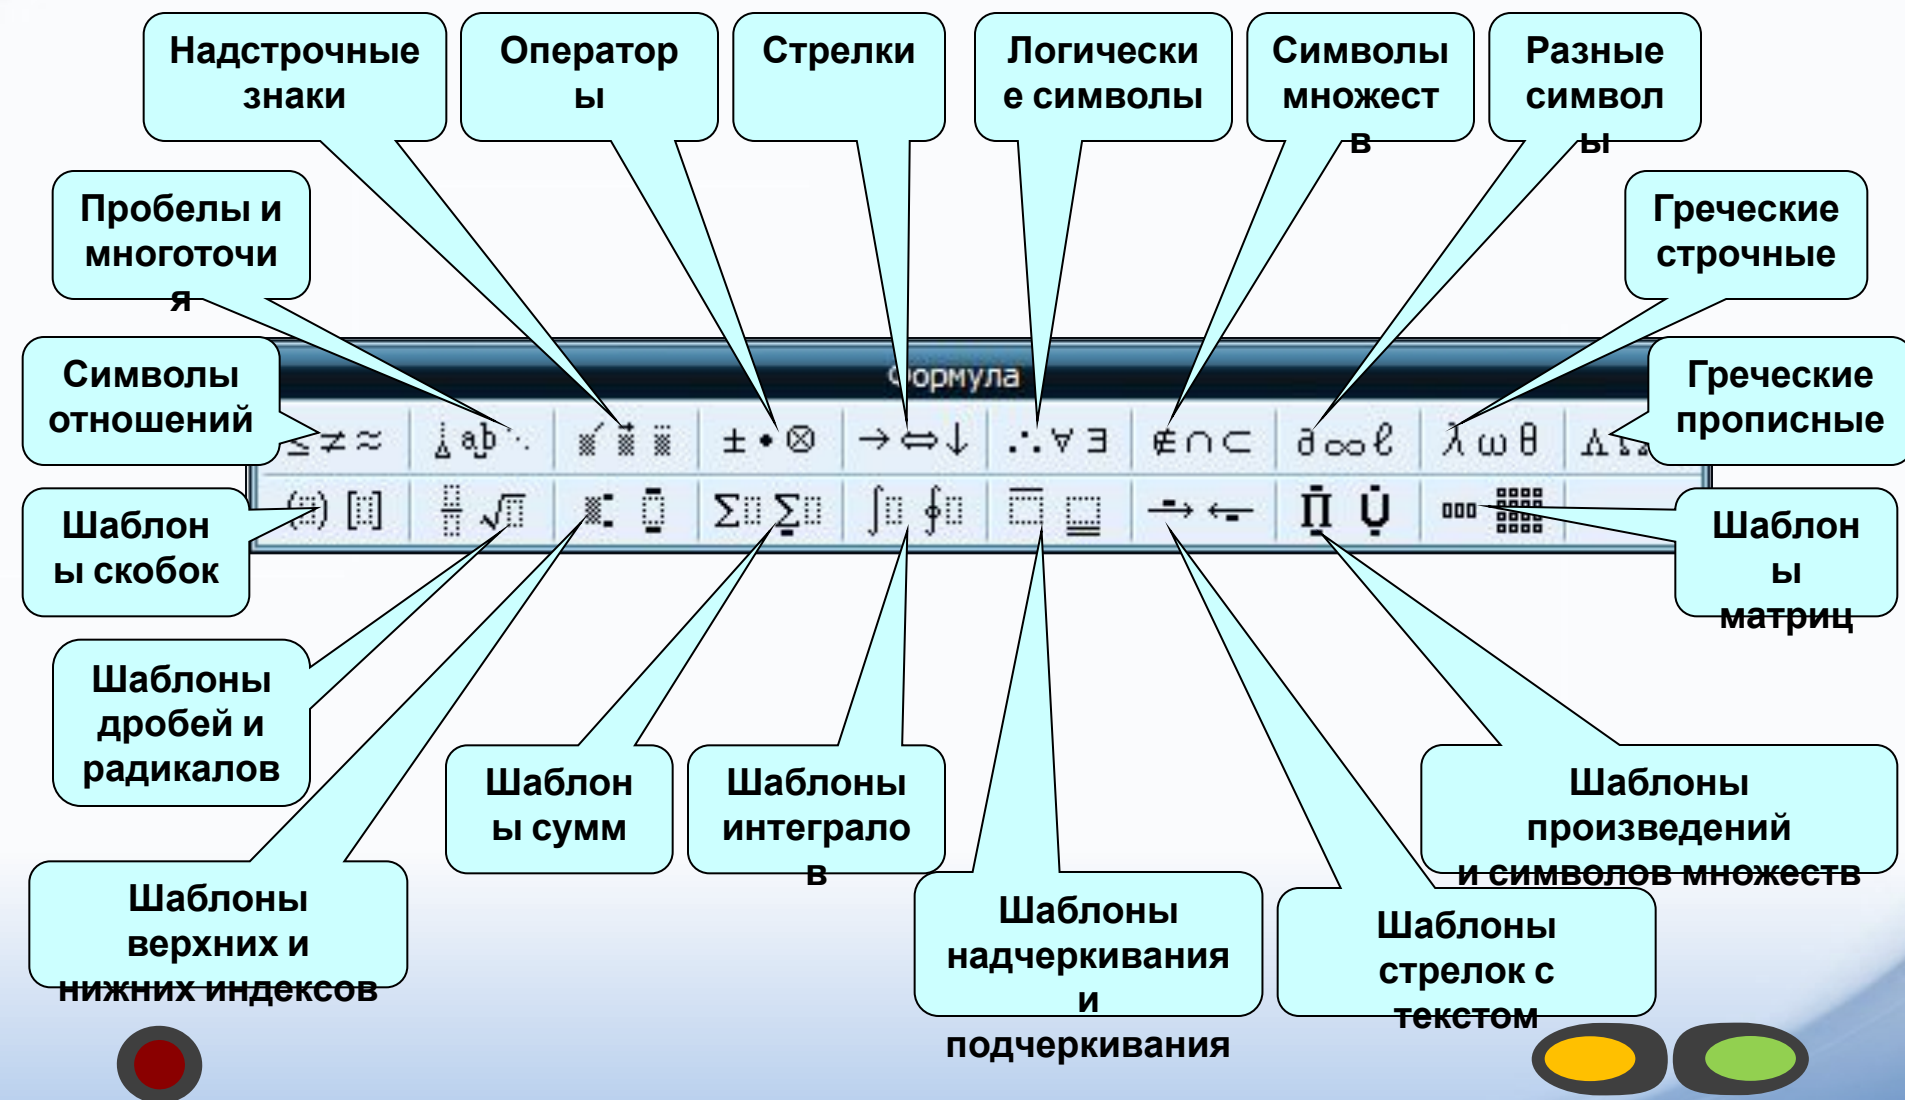 Надстрочные
знаки
Оператор
ы
Стрелки
Логически
е символы
Символы
множест
в
Разные
символ
ы
Пробелы и
многоточи
я
Греческие
строчные
Символы
отношений
Формула
Греческие
прописные
≤ ≠ ≈
ab
± • ⊗
→ ⇔ ↓
∴ ∀ ∃
∉ ∩ ⊂
∂ ∞ ℓ
λ ω θ
Λ Ω
Шаблон
ы скобок
( ) [ ]
√
Σ Σ
∫ ∮
→ ←
Π U
Шаблон
ы
матриц
Шаблоны
дробей и
радикалов
Шаблон
ы сумм
Шаблоны
интеграло
в
Шаблоны
произведений
и символов множеств
Шаблоны
верхних и
нижних индексов
Шаблоны
надчеркивания
и
подчеркивания
Шаблоны
стрелок с
текстом